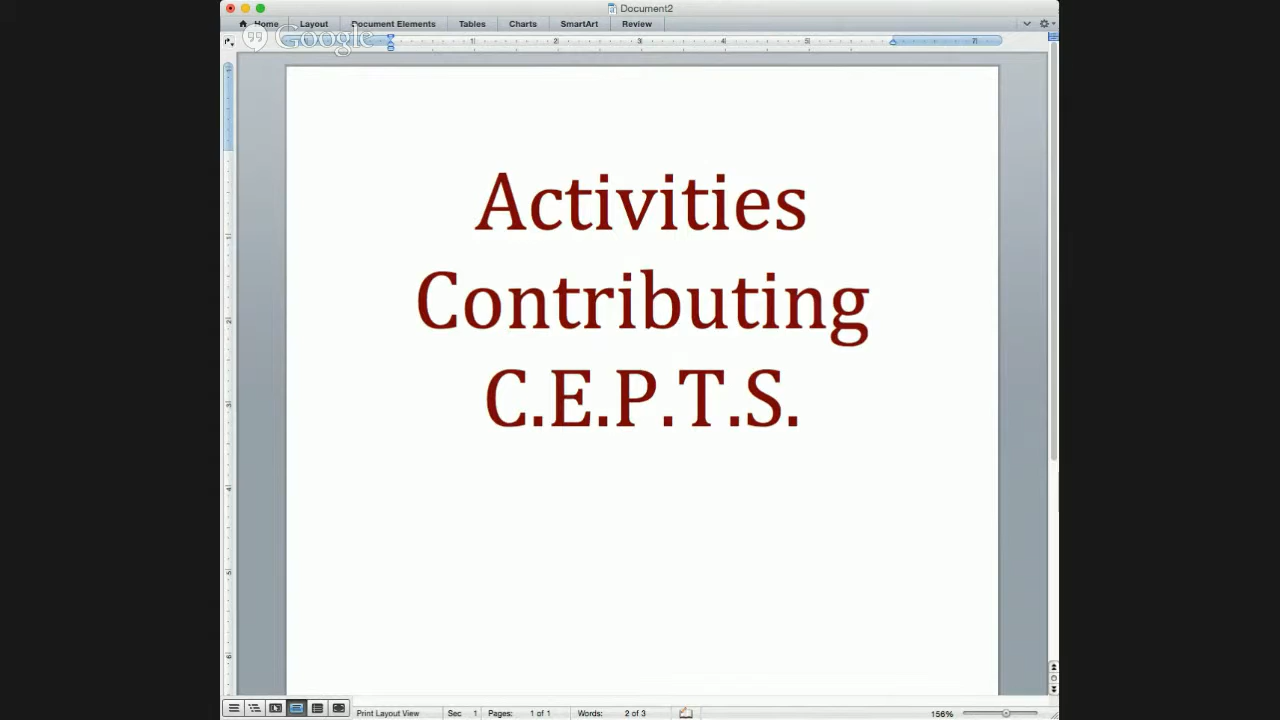 Document2
Home Layout Document Elements Tables Charts SmartArt Review
Google
Activities
Contributing
C.E.P.T.S.
Print Layout View Sec 1 Pages: 1 of 1 Words: 2 of 3 156%